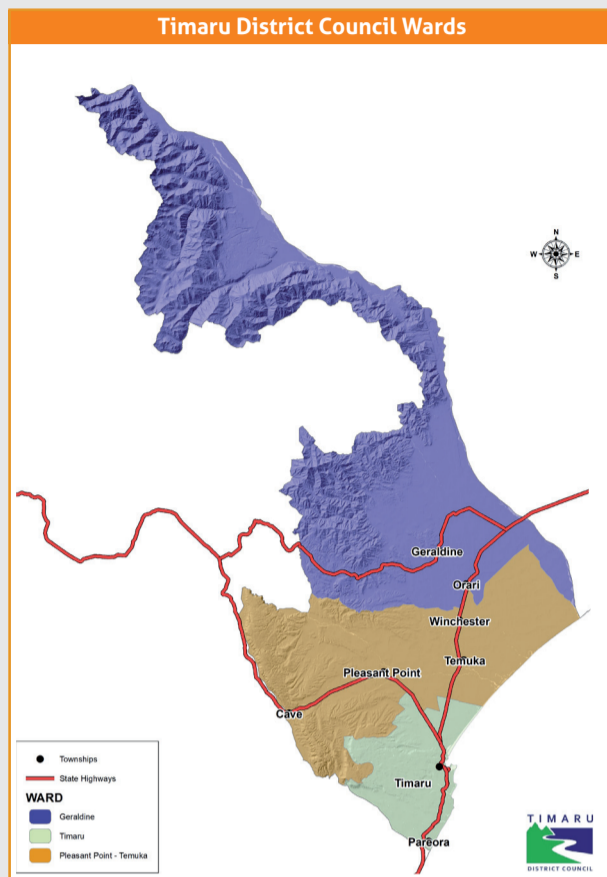 Timaru District Council Wards
N
W E
S
Geraldine
Orari
Winchester
Temuka
Pleasant Point
Cave
Timaru
Pareora
Townships
State Highways
WARD
Geraldine
Timaru
Pleasant Point - Temuka
TIMARU
DISTRICT COUNCIL